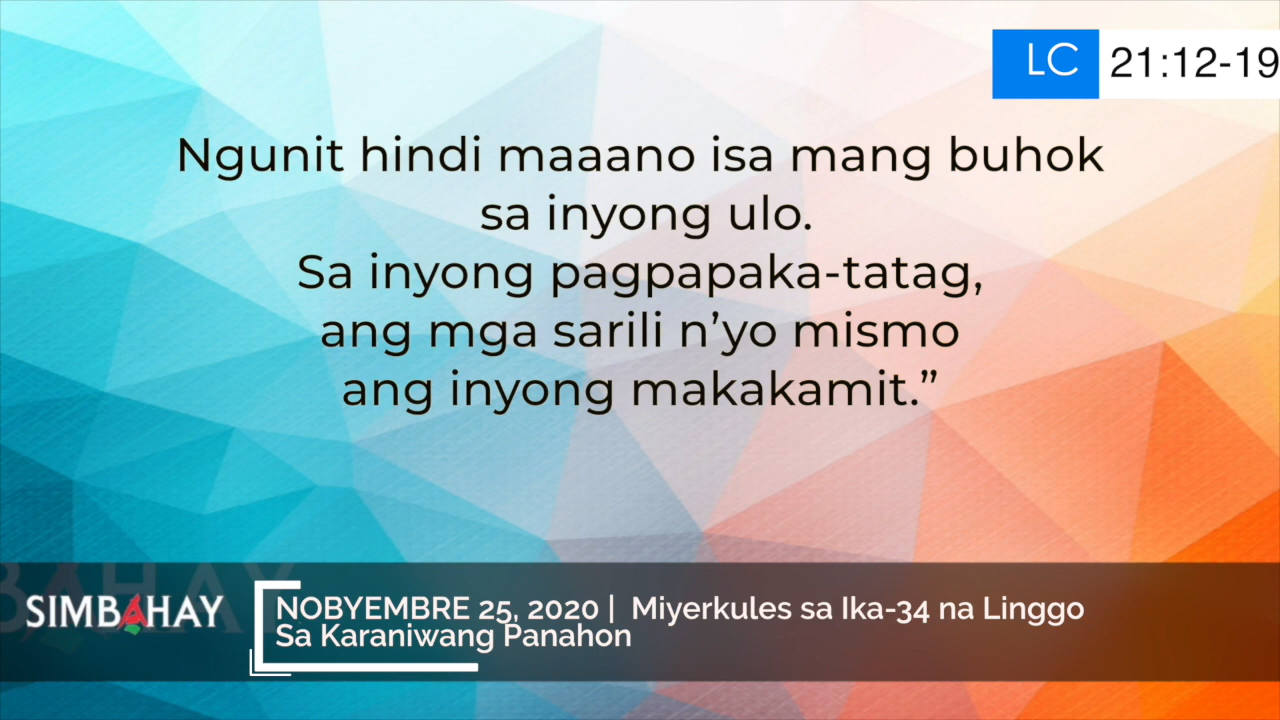 LC 21:12-19
Ngunit hindi maaano isa mang buhok
sa inyong ulo.
Sa inyong pagpapaka-tatag,
ang mga sarili n’yo mismo
ang inyong makakamit.”
SIMBAHAY
NOBYEMBRE 25, 2020 | Miyerkules sa Ika-34 na Linggo
Sa Karaniwang Panahon